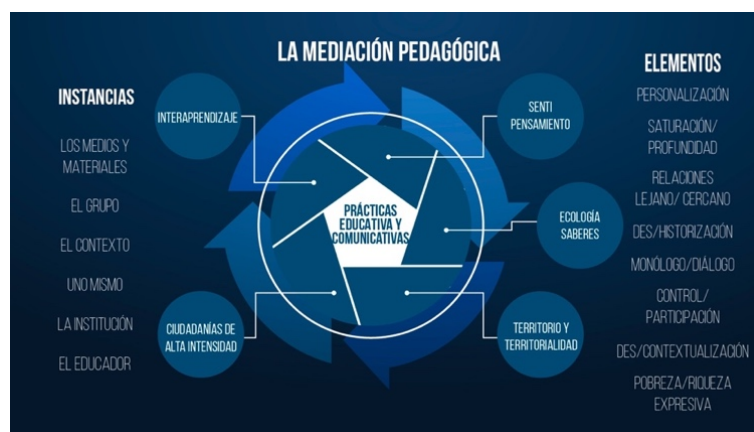 LA MEDIACIÓN PEDAGÓGICA
INSTANCIAS
LOS MEDIOS Y
MATERIALES
EL GRUPO
EL CONTEXTO
UNO MISMO
LA INSTITUCIÓN
EL EDUCADOR
INTERAPRENDIZAJE
SENTI
PENSAMIENTO
PRÁCTICAS
EDUCATIVA Y
COMUNICATIVAS
ECOLOGÍA
SABERES
CIUDADANÍAS DE
ALTA INTENSIDAD
TERRITORIO Y
TERRITORIALIDAD
ELEMENTOS
PERSONALIZACIÓN
SATURACIÓN/
PROFUNDIDAD
RELACIONES
LEJANO/ CERCANO
DES/HISTORIZACIÓN
MONÓLOGO/DIÁLOGO
CONTROL/
PARTICIPACIÓN
DES/CONTEXTUALIZACIÓN
POBREZA/RIQUEZA
EXPRESIVA